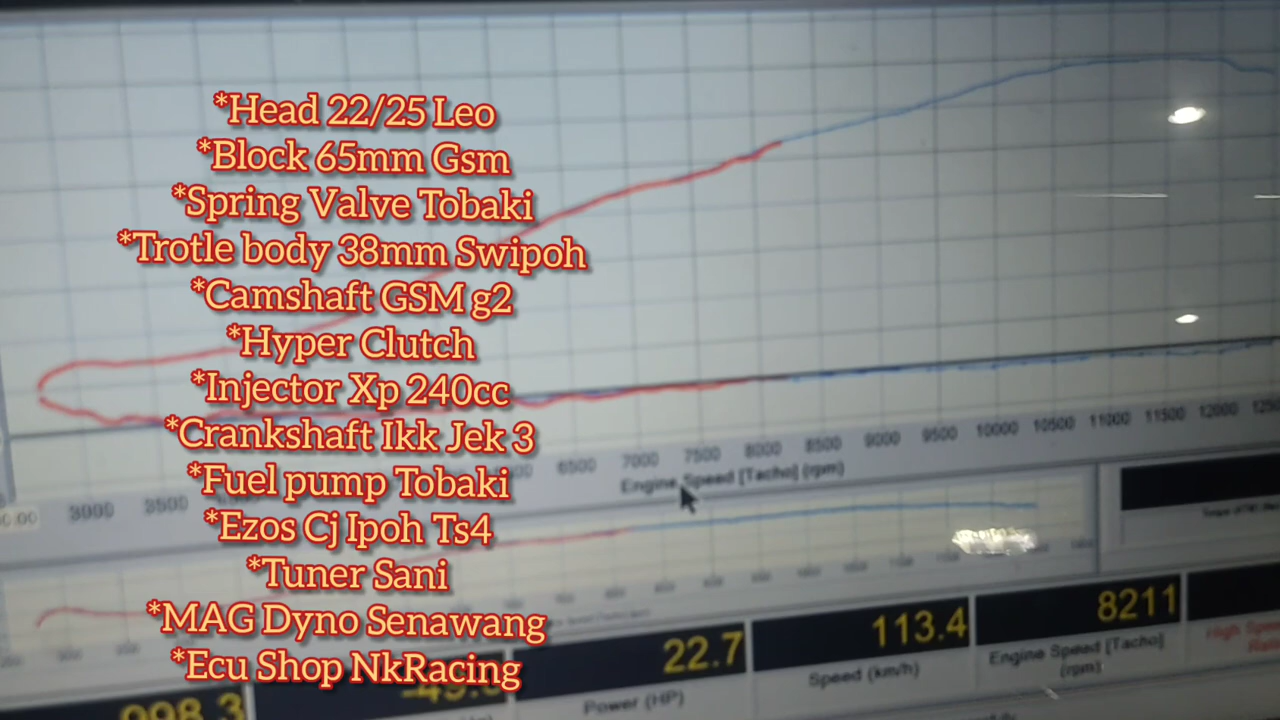 *Head 22/25 Leo
*Block 65mm Gsm
*Spring Valve Tobaki
*Trotle body 38mm Swipoh
*Camshaft GSM g2
*Hyper Clutch
*Injector Xp 240cc
*Crankshaft Ikk Jek 3
*Fuel pump Tobaki
*Ezos Cj Ipoh Ts4
*Tuner Sani
*MAG Dyno Senawang
*Ecu Shop NkRacing
3000 3500 6500 7000 7500 8000 8500 9000 9500 10000 10500 11000 11500 12000
Engine Speed [Tacho] (rpm)
998.3
22.7
Power (HP)
113.4
Speed (km/h)
8211
Engine Speed [Tacho]
(rpm)